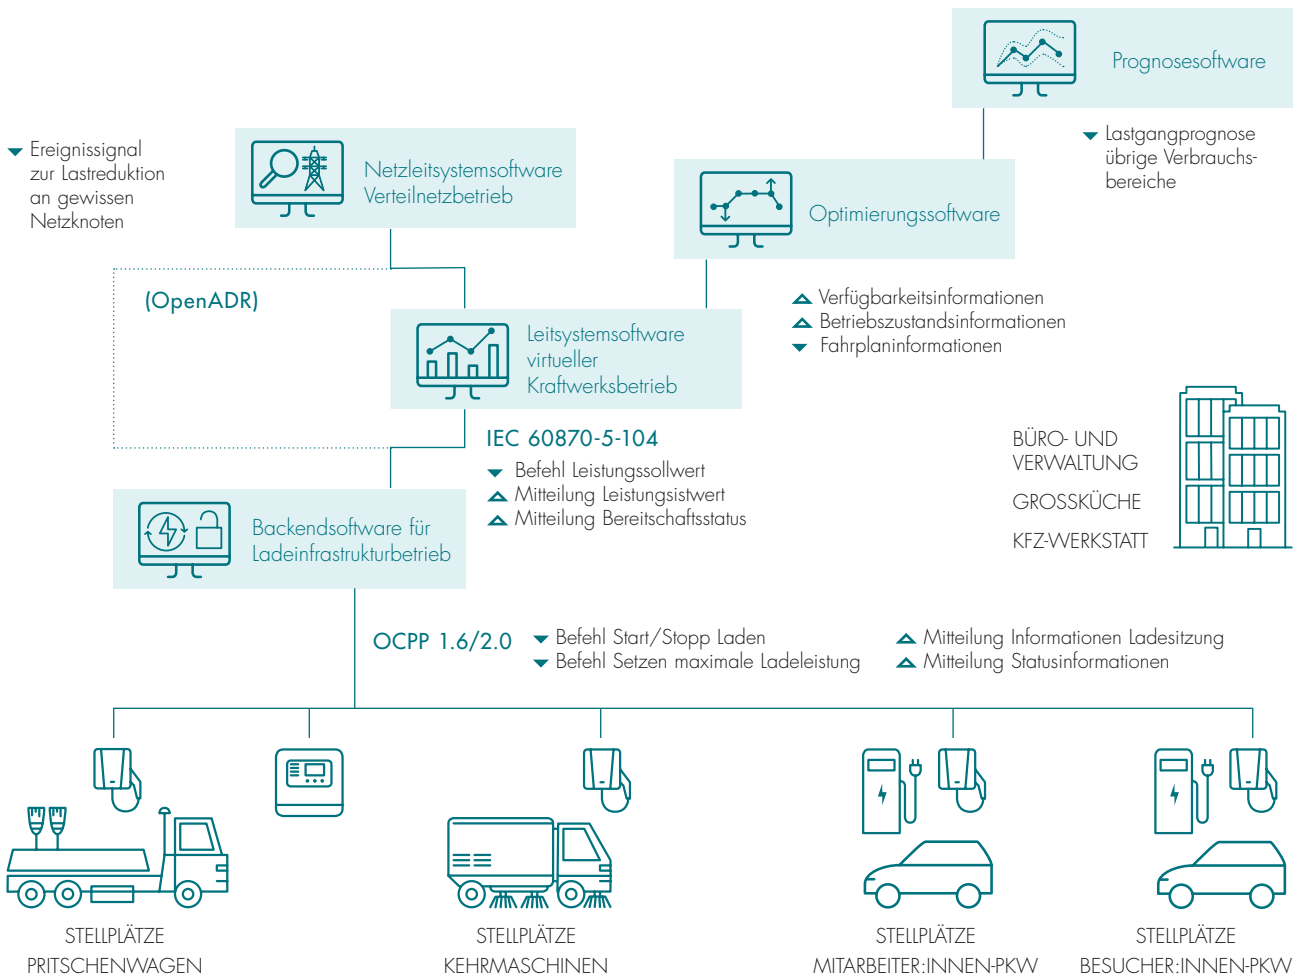 Prognosesoftware
Lastgangprognose
übrige Verbrauchs-
bereiche
Ereignissignal
zur Lastreduktion
an gewissen
Netzknoten
Netzleitsystemsoftware
Verteilnetzbetrieb
Optimierungssoftware
(OpenADR)
Verfügbarkeitsinformationen
Betriebszustandsinformationen
Fahrplaninformationen
Leitsystemsoftware
virtueller
Kraftwerksbetrieb
IEC 60870-5-104
Befehl Leistungssollwert
Mitteilung Leistungsistwert
Mitteilung Bereitschaftsstatus
BÜRO- UND
VERWALTUNG
GROSSKÜCHE
KFZ-WERKSTATT
Backendsoftware für
Ladeinfrastrukturbetrieb
OCPP 1.6/2.0
Befehl Start/Stopp Laden
Befehl Setzen maximale Ladeleistung
Mitteilung Informationen Ladesitzung
Mitteilung Statusinformationen
STELLPLÄTZE
PRITSCHENWAGEN
STELLPLÄTZE
KEHRMASCHINEN
STELLPLÄTZE
MITARBEITER:INNEN-PKW
STELLPLÄTZE
BESUCHER:INNEN-PKW